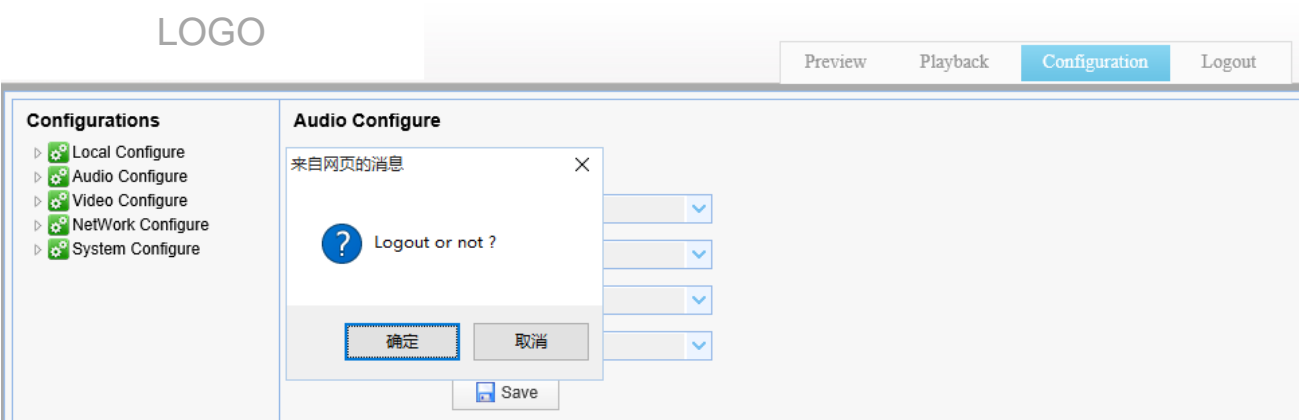 LOGO
Preview Playback Configuration Logout
Configurations
Local Configure
Audio Configure
Video Configure
NetWork Configure
System Configure
Audio Configure
来自网页的消息
Logout or not ?
确定 取消
Save